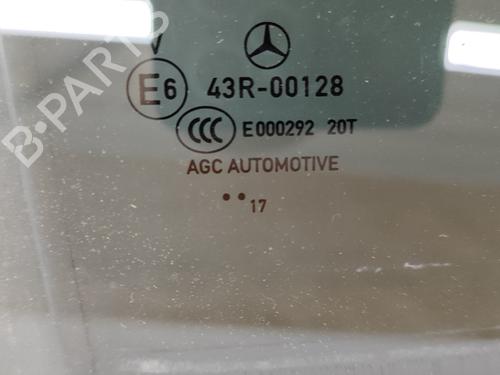 V
E6 43R-00128
CCC E000292 20T
AGC AUTOMOTIVE
•• 17
B-PARTS